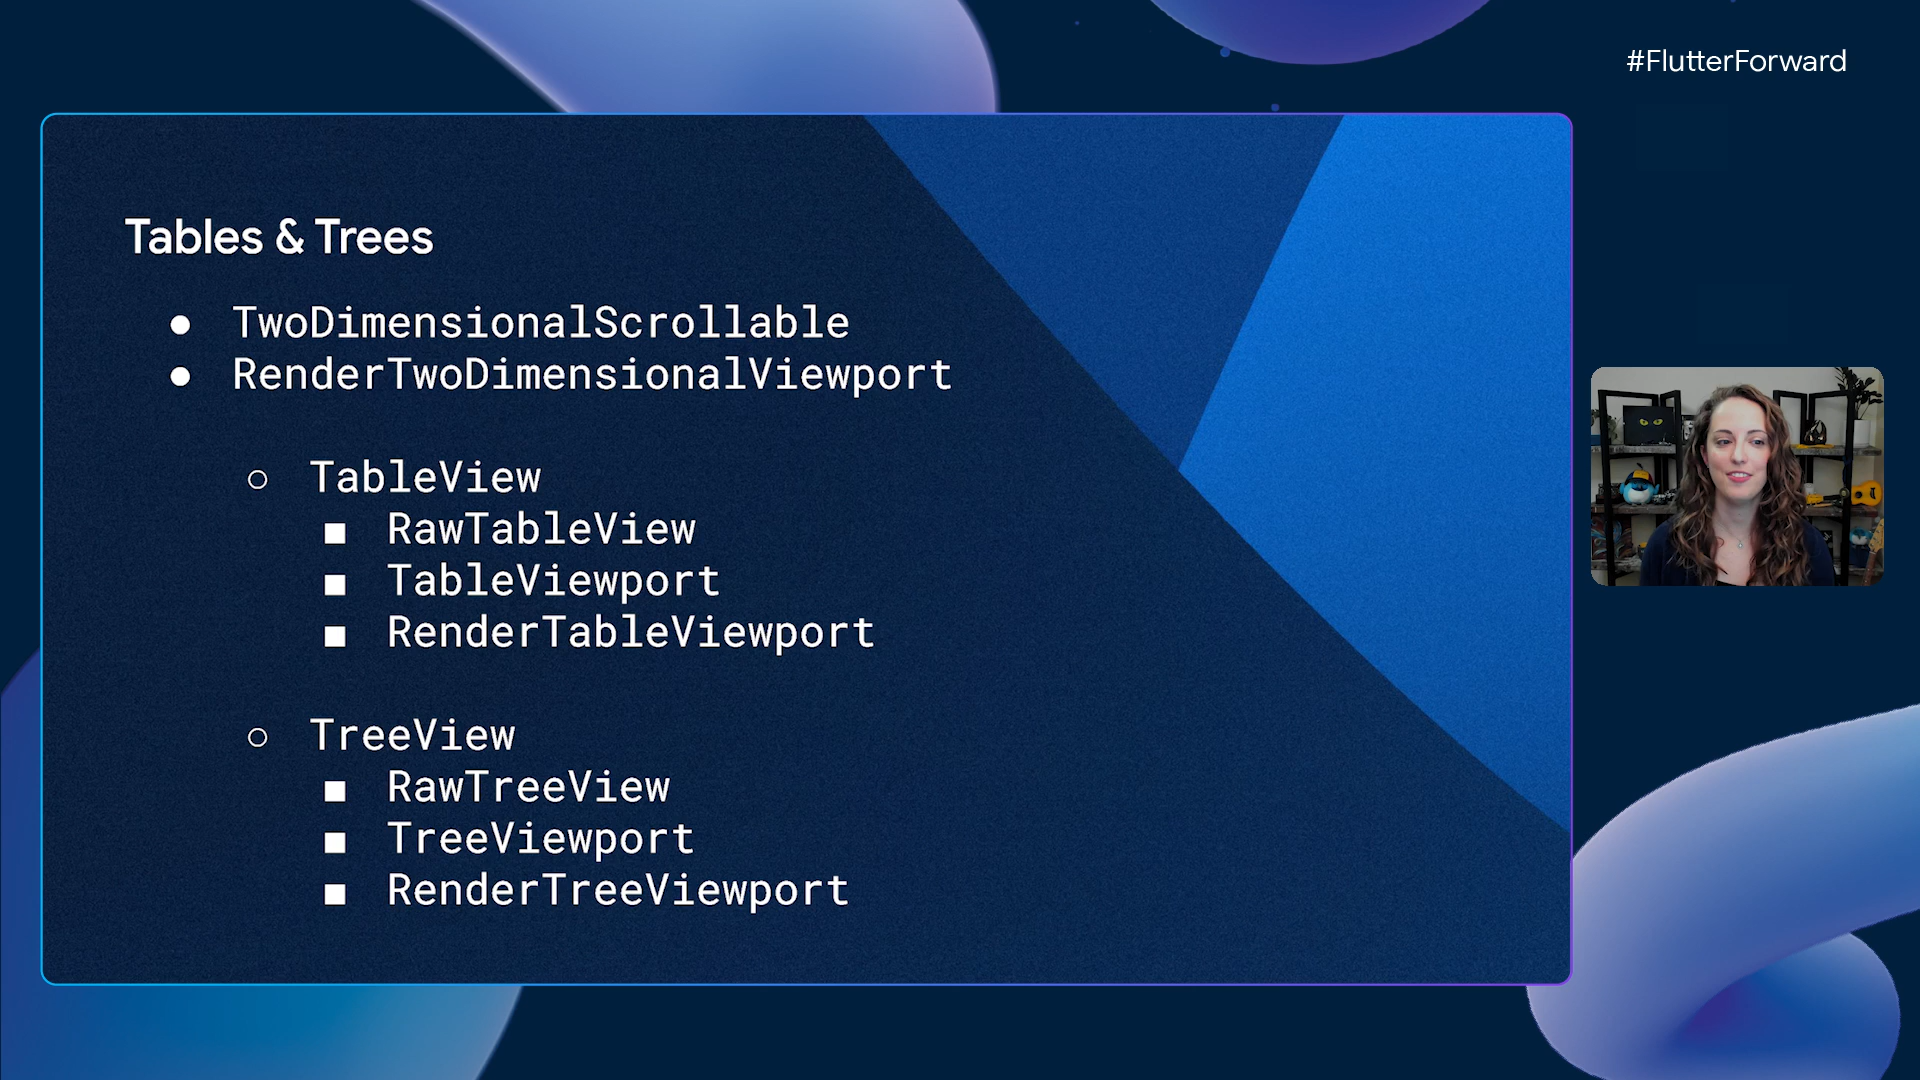 #FlutterForward
Tables & Trees
● TwoDimensionalScrollable
● RenderTwoDimensionalViewport
○ TableView
■ RawTableView
■ TableViewport
■ RenderTableViewport
○ TreeView
■ RawTreeView
■ TreeViewport
■ RenderTreeViewport